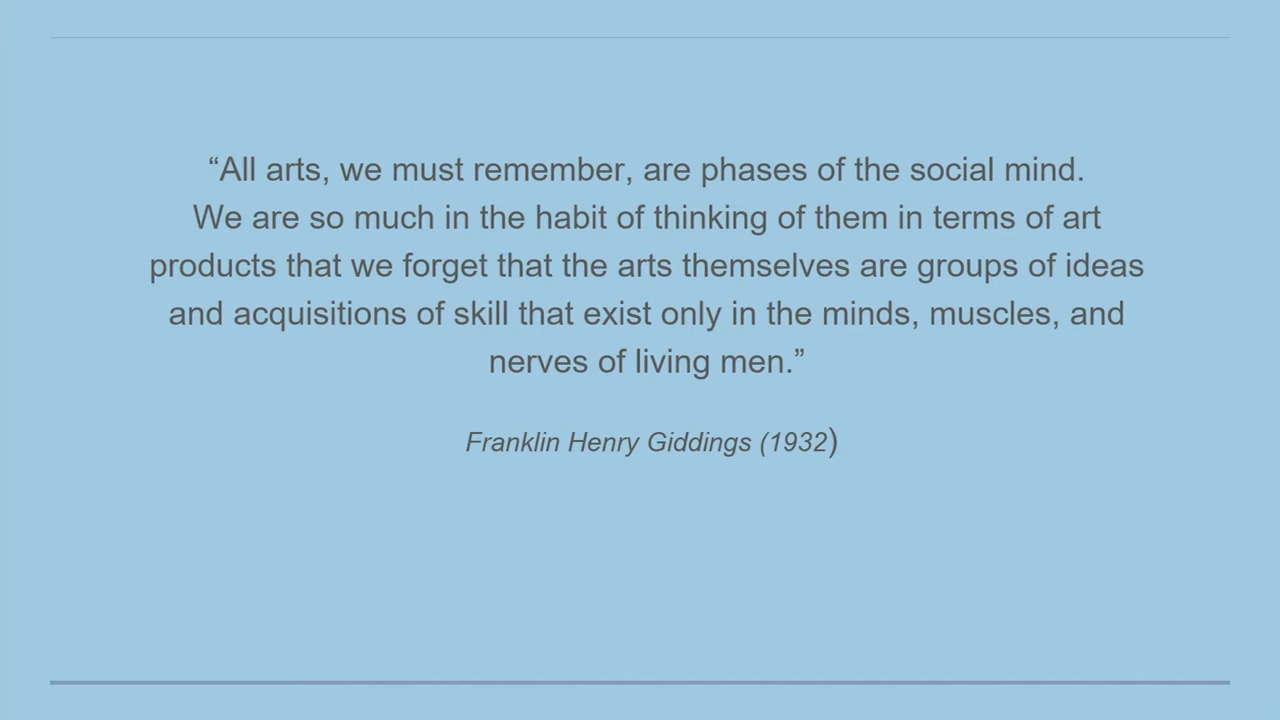 “All arts, we must remember, are phases of the social mind.
We are so much in the habit of thinking of them in terms of art
products that we forget that the arts themselves are groups of ideas
and acquisitions of skill that exist only in the minds, muscles, and
nerves of living men.”
Franklin Henry Giddings (1932)